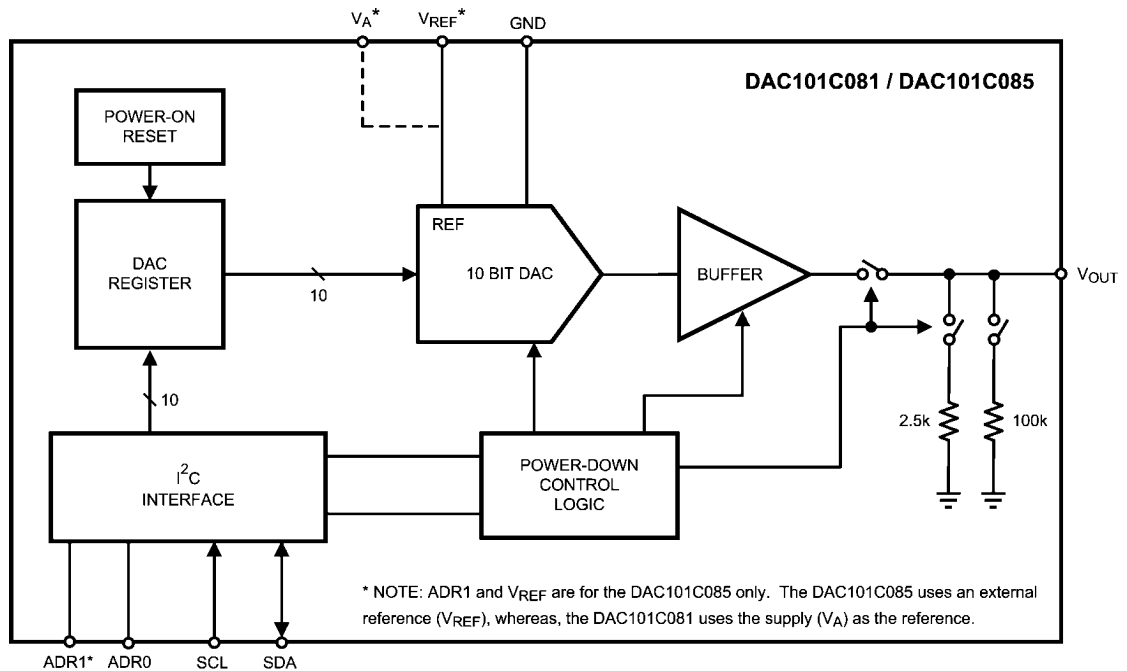 VA* VREF* GND
DAC101C081 / DAC101C085
POWER-ON
RESET
REF
DAC
REGISTER
10
10 BIT DAC
BUFFER
VOUT
10
2.5k
100k
I2C
INTERFACE
POWER-DOWN
CONTROL
LOGIC
* NOTE: ADR1 and VREF are for the DAC101C085 only. The DAC101C085 uses an external
reference (VREF), whereas, the DAC101C081 uses the supply (VA) as the reference.
ADR1* ADR0 SCL SDA